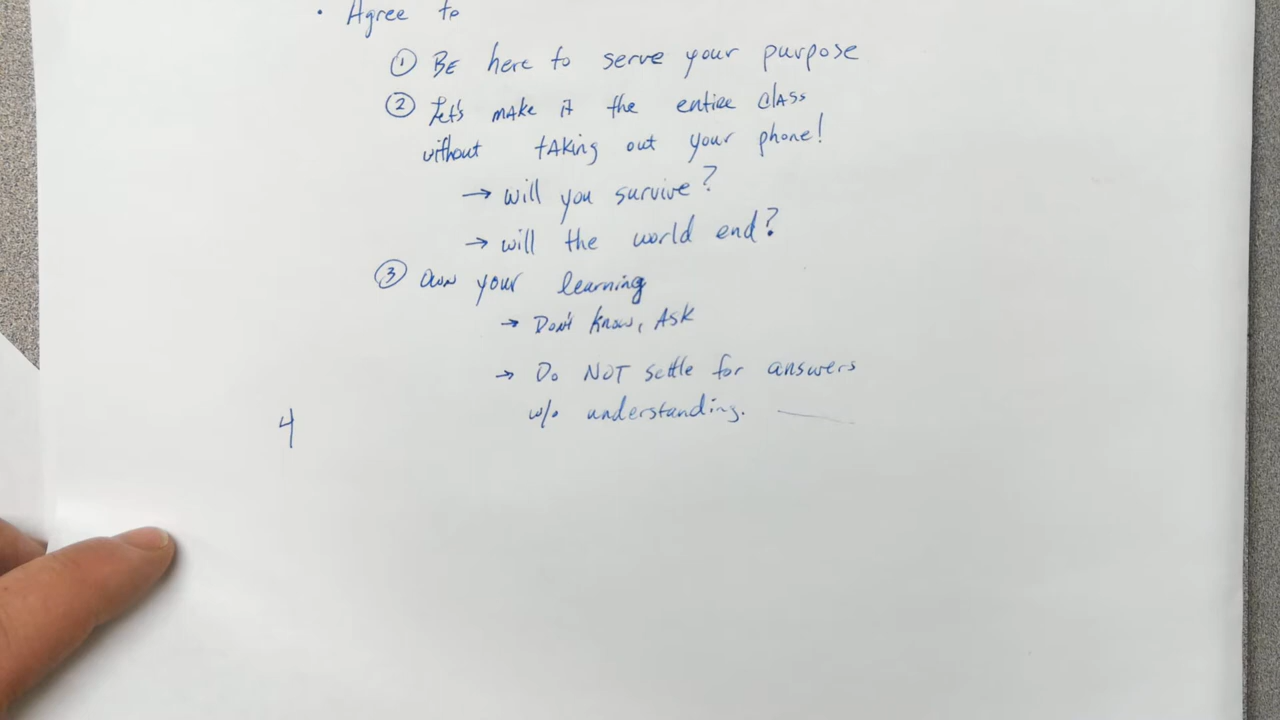 • Agree to
① BE here to serve your purpose
② Let's make it the entire class
without taking out your phone!
→ will you survive?
→ will the world end?
③ own your learning
→ Don't know, Ask
→ Do NOT settle for answers
w/o understanding.
4